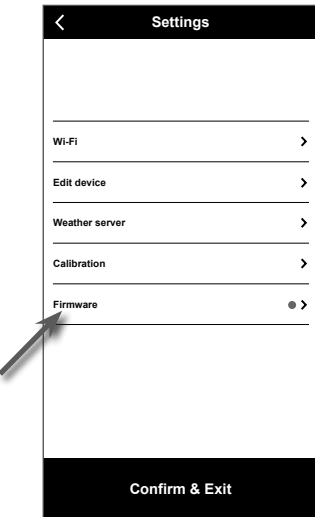 Settings
Wi-Fi
Edit device
Weather server
Calibration
Firmware
Confirm & Exit